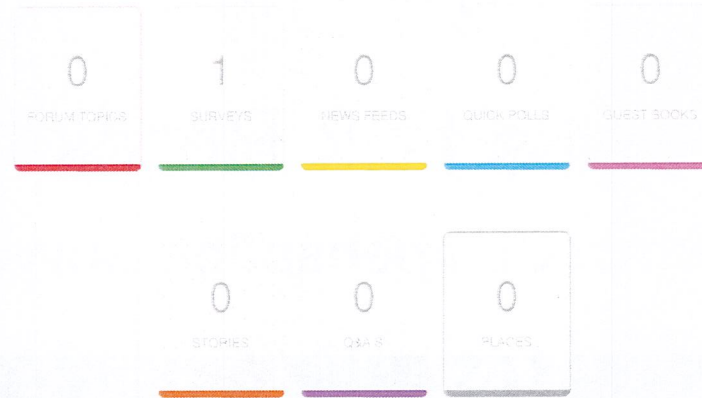 0 1 0 0 0
FORUM TOPICS SURVEYS NEWS FEEDS QUICK POLLS GUEST BOOKS
0 0 0
STORIES Q&A S PLACES